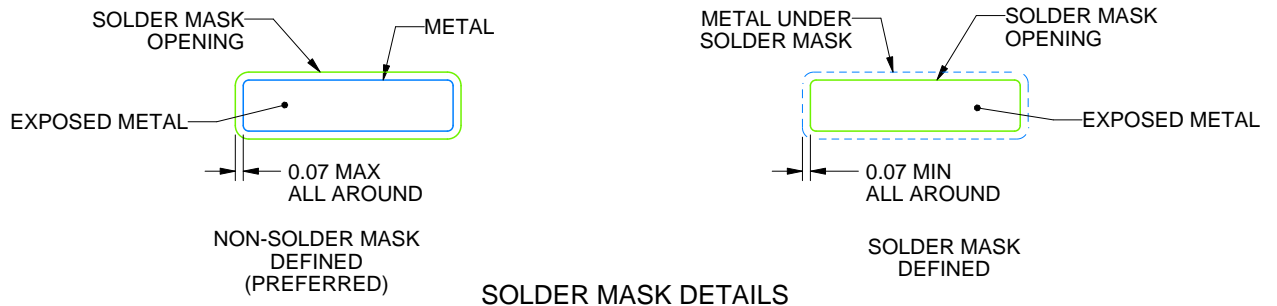 SOLDER MASK
OPENING
METAL
EXPOSED METAL
0.07 MAX
ALL AROUND
NON-SOLDER MASK
DEFINED
(PREFERRED)
METAL UNDER
SOLDER MASK
SOLDER MASK
OPENING
EXPOSED METAL
0.07 MIN
ALL AROUND
SOLDER MASK
DEFINED
SOLDER MASK DETAILS